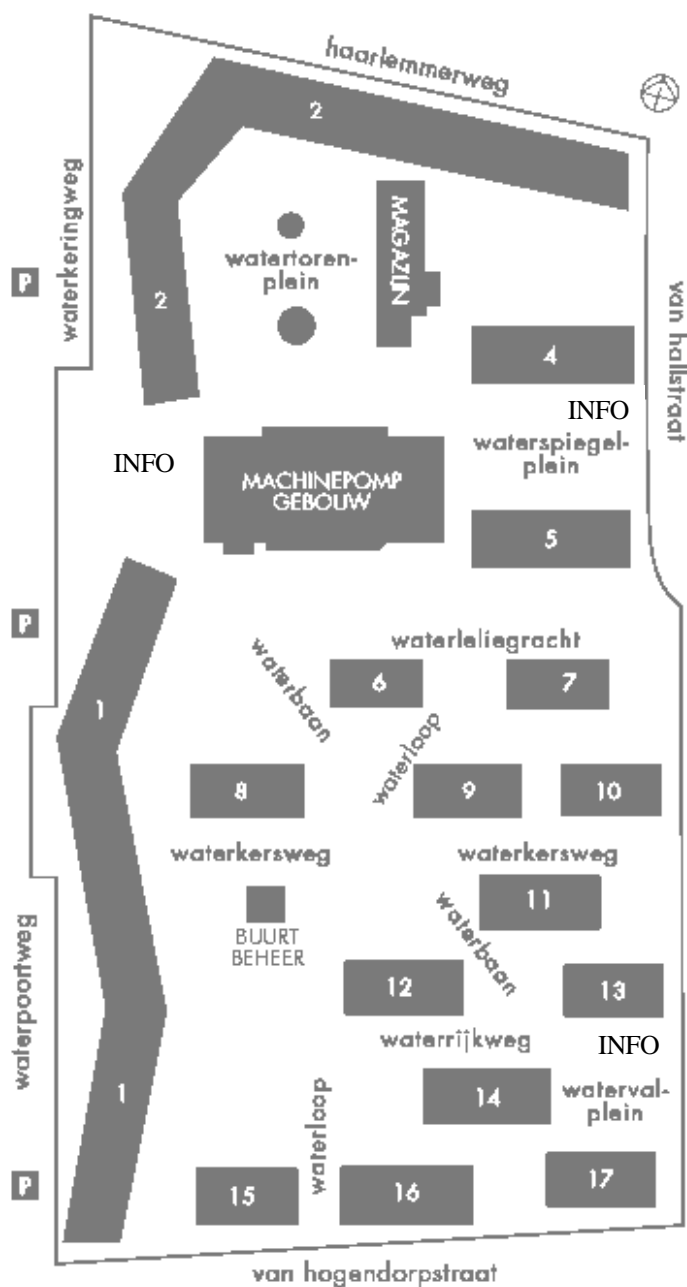 haarlemmerweg
2
1
waterkeringweg
MAGAZIJN
watertoren-
plein
P
2
van hallstraat
4
INFO
INFO
waterspiegel-
plein
MACHINEPOMP
GEBOUW
5
P
waterleliegracht
waterbaan
6
7
1
waterloop
8
9
10
waterkersweg
waterkersweg
11
BUURT
BEHEER
waterbaan
waterpoortweg
12
13
waterrijkweg
INFO
1
14
waterval-
plein
waterloop
P
15
16
17
van hogendorpstraat